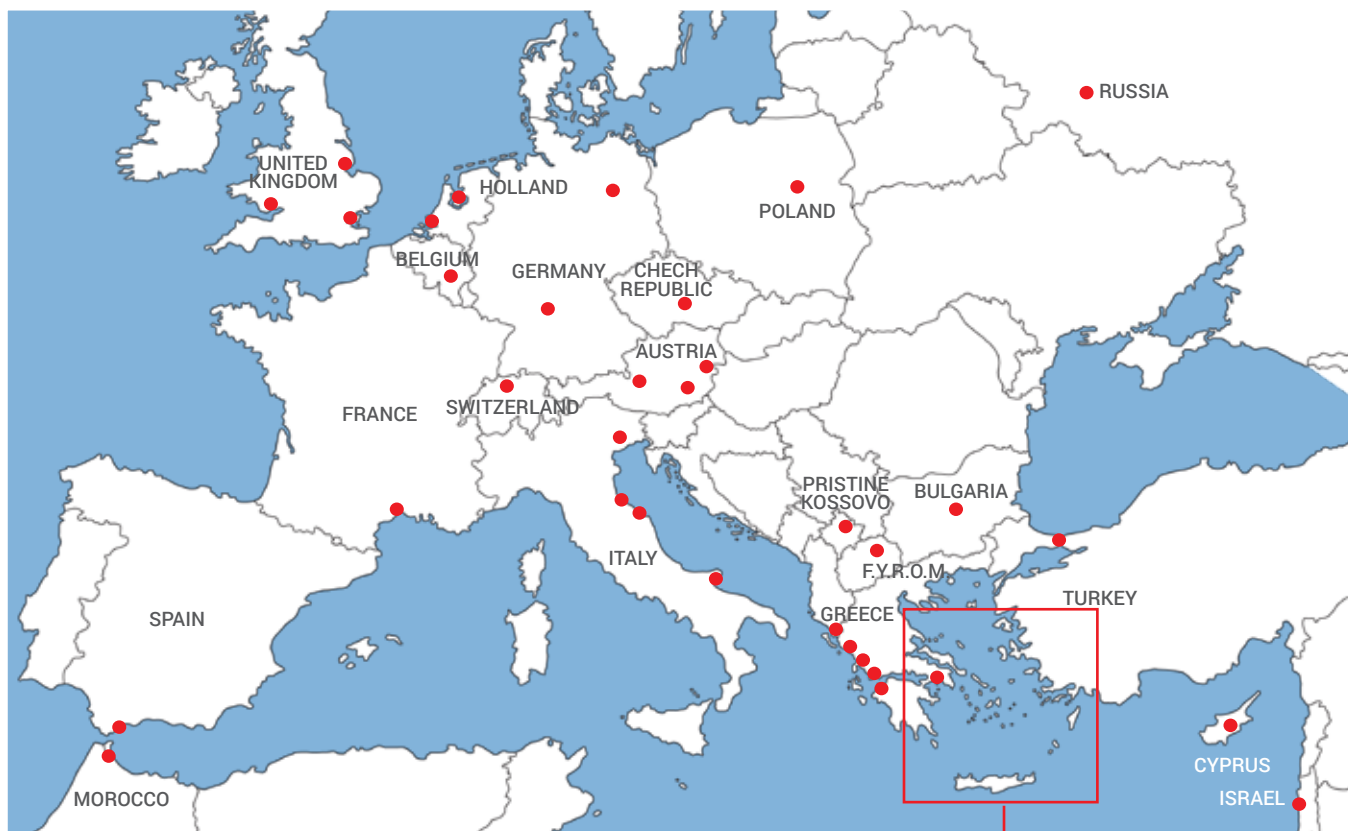 RUSSIA
UNITED
KINGDOM
HOLLAND
POLAND
BELGIUM
GERMANY
CHECH
REPUBLIC
AUSTRIA
SWITZERLAND
FRANCE
PRISTINE
KOSSOVO
BULGARIA
ITALY
F.Y.R.O.M.
TURKEY
GREECE
SPAIN
CYPRUS
MOROCCO
ISRAEL